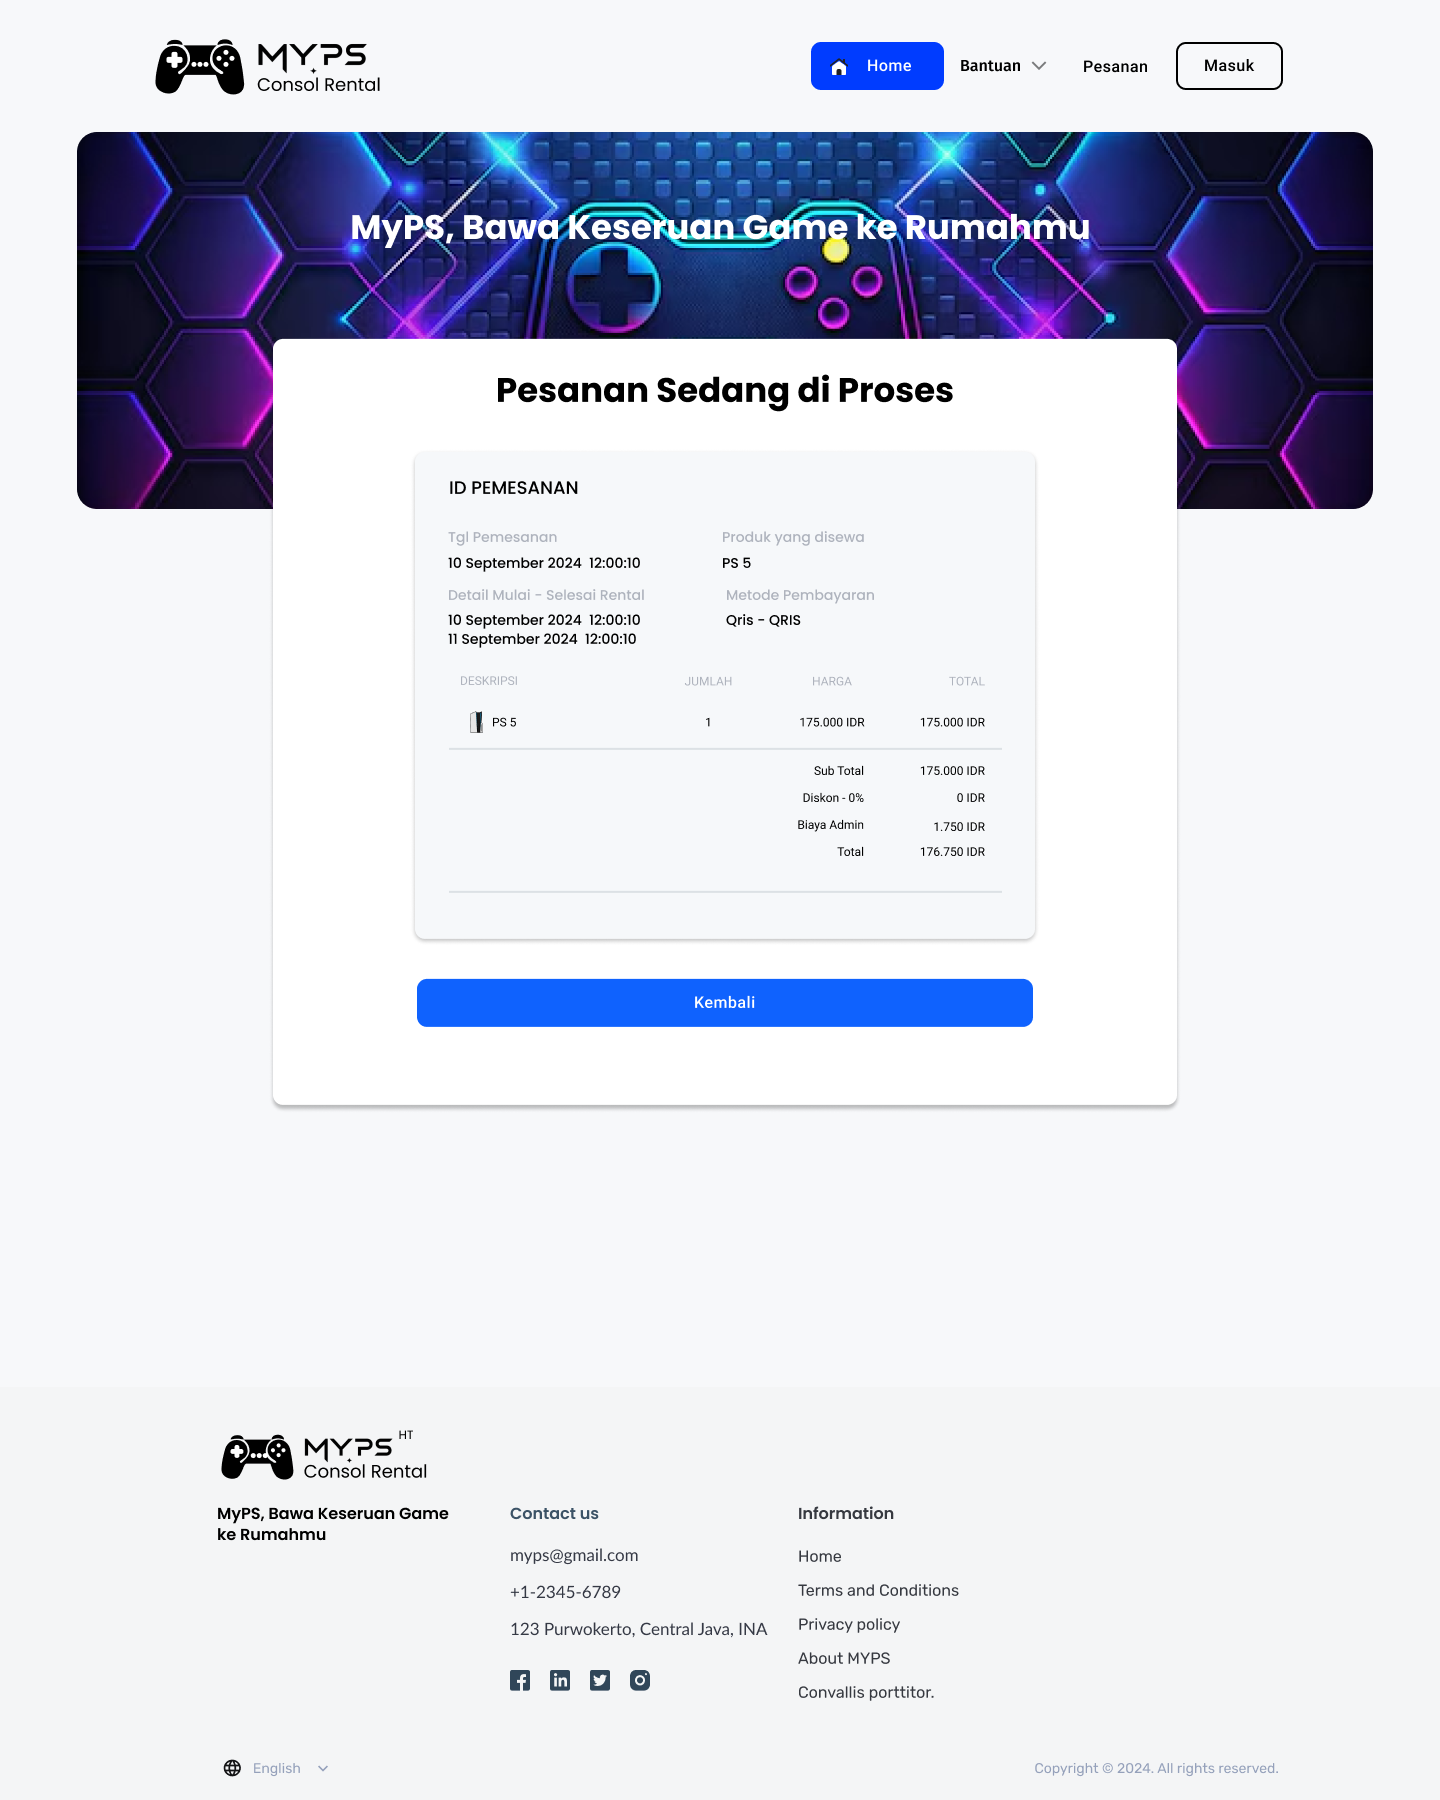 MYPS
Consol Rental
Home
Bantuan
Pesanan
Masuk
MyPS, Bawa Keseruan Game ke Rumahmu
Pesanan Sedang di Proses
ID PEMESANAN
Tgl Pemesanan
10 September 2024 12:00:10
Produk yang disewa
PS 5
Detail Mulai - Selesai Rental
10 September 2024 12:00:10
11 September 2024 12:00:10
Metode Pembayaran
Qris - QRIS
DESKRIPSI JUMLAH HARGA TOTAL
PS 5 1 175.000 IDR 175.000 IDR
Sub Total 175.000 IDR
Diskon - 0% 0 IDR
Biaya Admin 1.750 IDR
Total 176.750 IDR
Kembali
MYPS HT
Consol Rental
MyPS, Bawa Keseruan Game
ke Rumahmu
Contact us
myps@gmail.com
+1-2345-6789
123 Purwokerto, Central Java, INA
Information
Home
Terms and Conditions
Privacy policy
About MYPS
Convallis porttitor.
English
Copyright © 2024. All rights reserved.